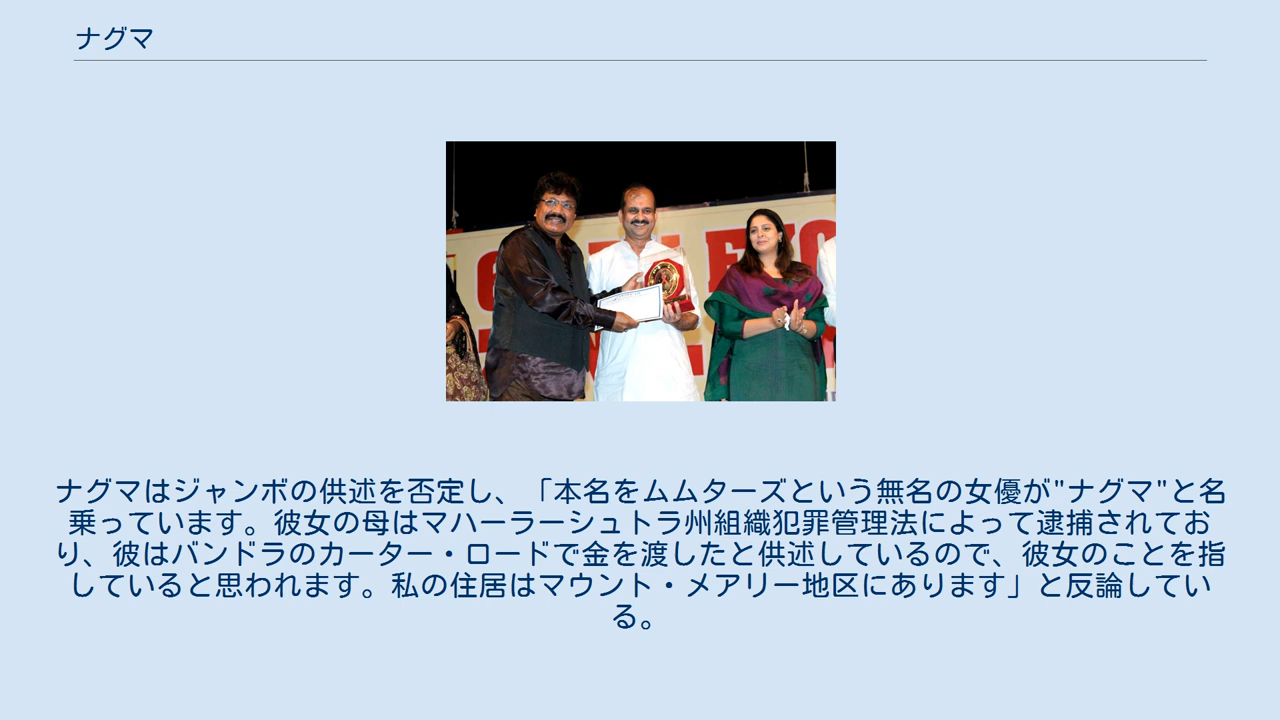 ナグマ
ナグマはジャンボの供述を否定し、「本名をムムターズという無名の女優が"ナグマ"と名
乗っています。彼女の母はマハーラーシュトラ州組織犯罪管理法によって逮捕されてお
り、彼はバンドラのカーター・ロードで金を渡したと供述しているので、彼女のことを指
していると思われます。私の住居はマウント・メアリー地区にあります」と反論してい
る。